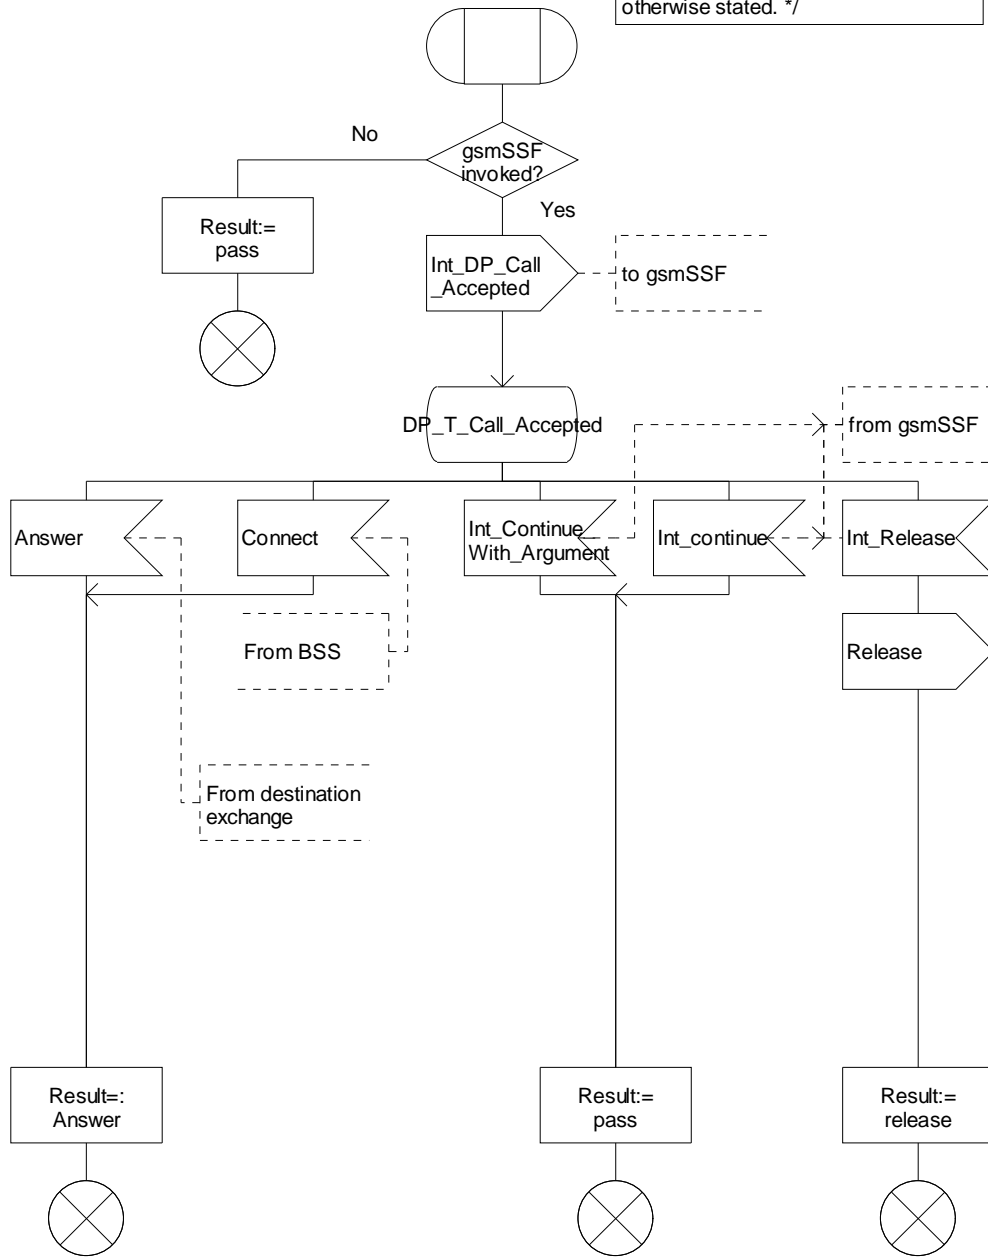 otherwise stated. */
No
gsmSSF
invoked?
Yes
Result:=
pass
Int_DP_Call
_Accepted
to gsmSSF
DP_T_Call_Accepted
from gsmSSF
Answer
Connect
Int_Continue
With_Argument
Int_continue
Int_Release
From BSS
Release
From destination
exchange
Result=:
Answer
Result:=
pass
Result:=
release